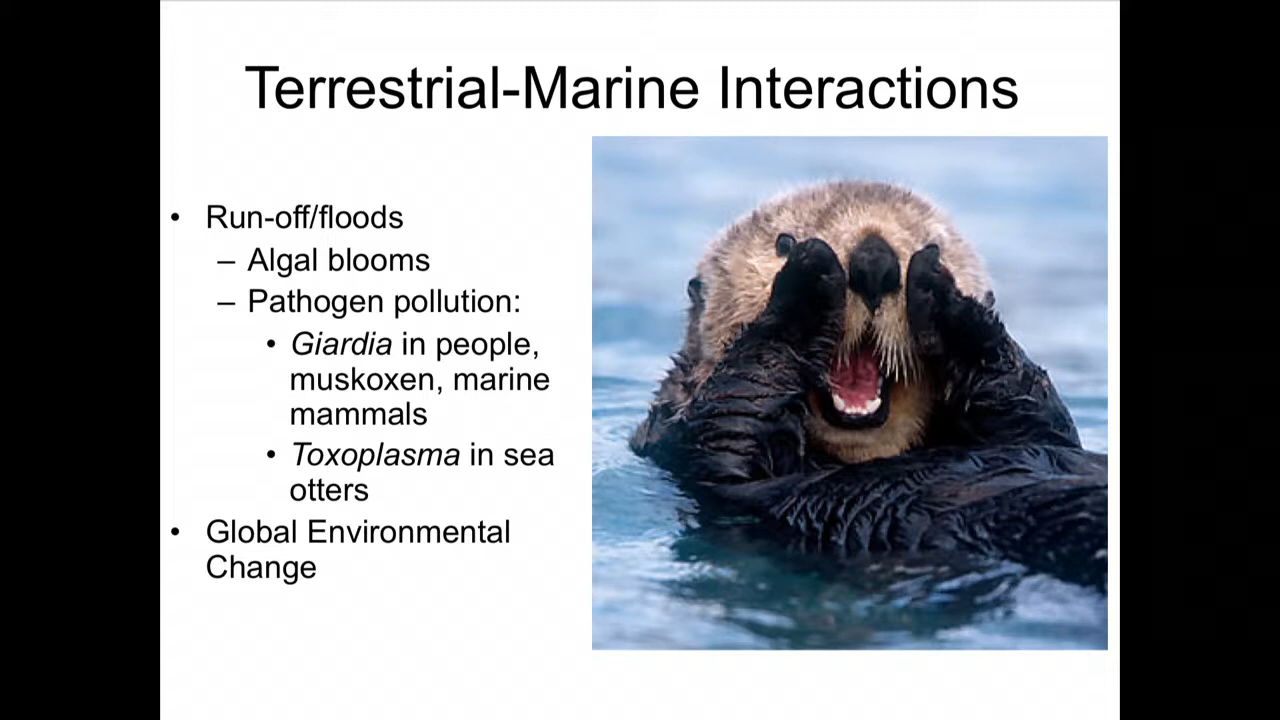 Terrestrial-Marine Interactions
• Run-off/floods
– Algal blooms
– Pathogen pollution:
• Giardia in people,
muskoxen, marine
mammals
• Toxoplasma in sea
otters
• Global Environmental
Change